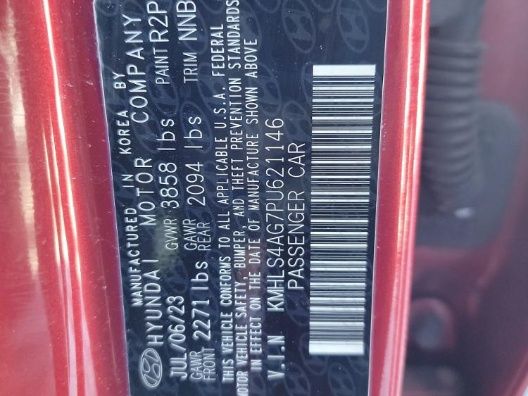 MANUFACTURED IN KOREA BY
HYUNDAI MOTOR COMPANY
JUL/06/23 GVWR 3858 lbs PAINT R2P
GAWR FRONT 2271 lbs GAWR REAR 2094 lbs TRIM NNB
THIS VEHICLE CONFORMS TO ALL APPLICABLE U.S.A. FEDERAL
MOTOR VEHICLE SAFETY, BUMPER, AND THEFT PREVENTION STANDARDS
IN EFFECT ON THE DATE OF MANUFACTURE SHOWN ABOVE
V.I.N KMHLS4AG7PU621146
PASSENGER CAR